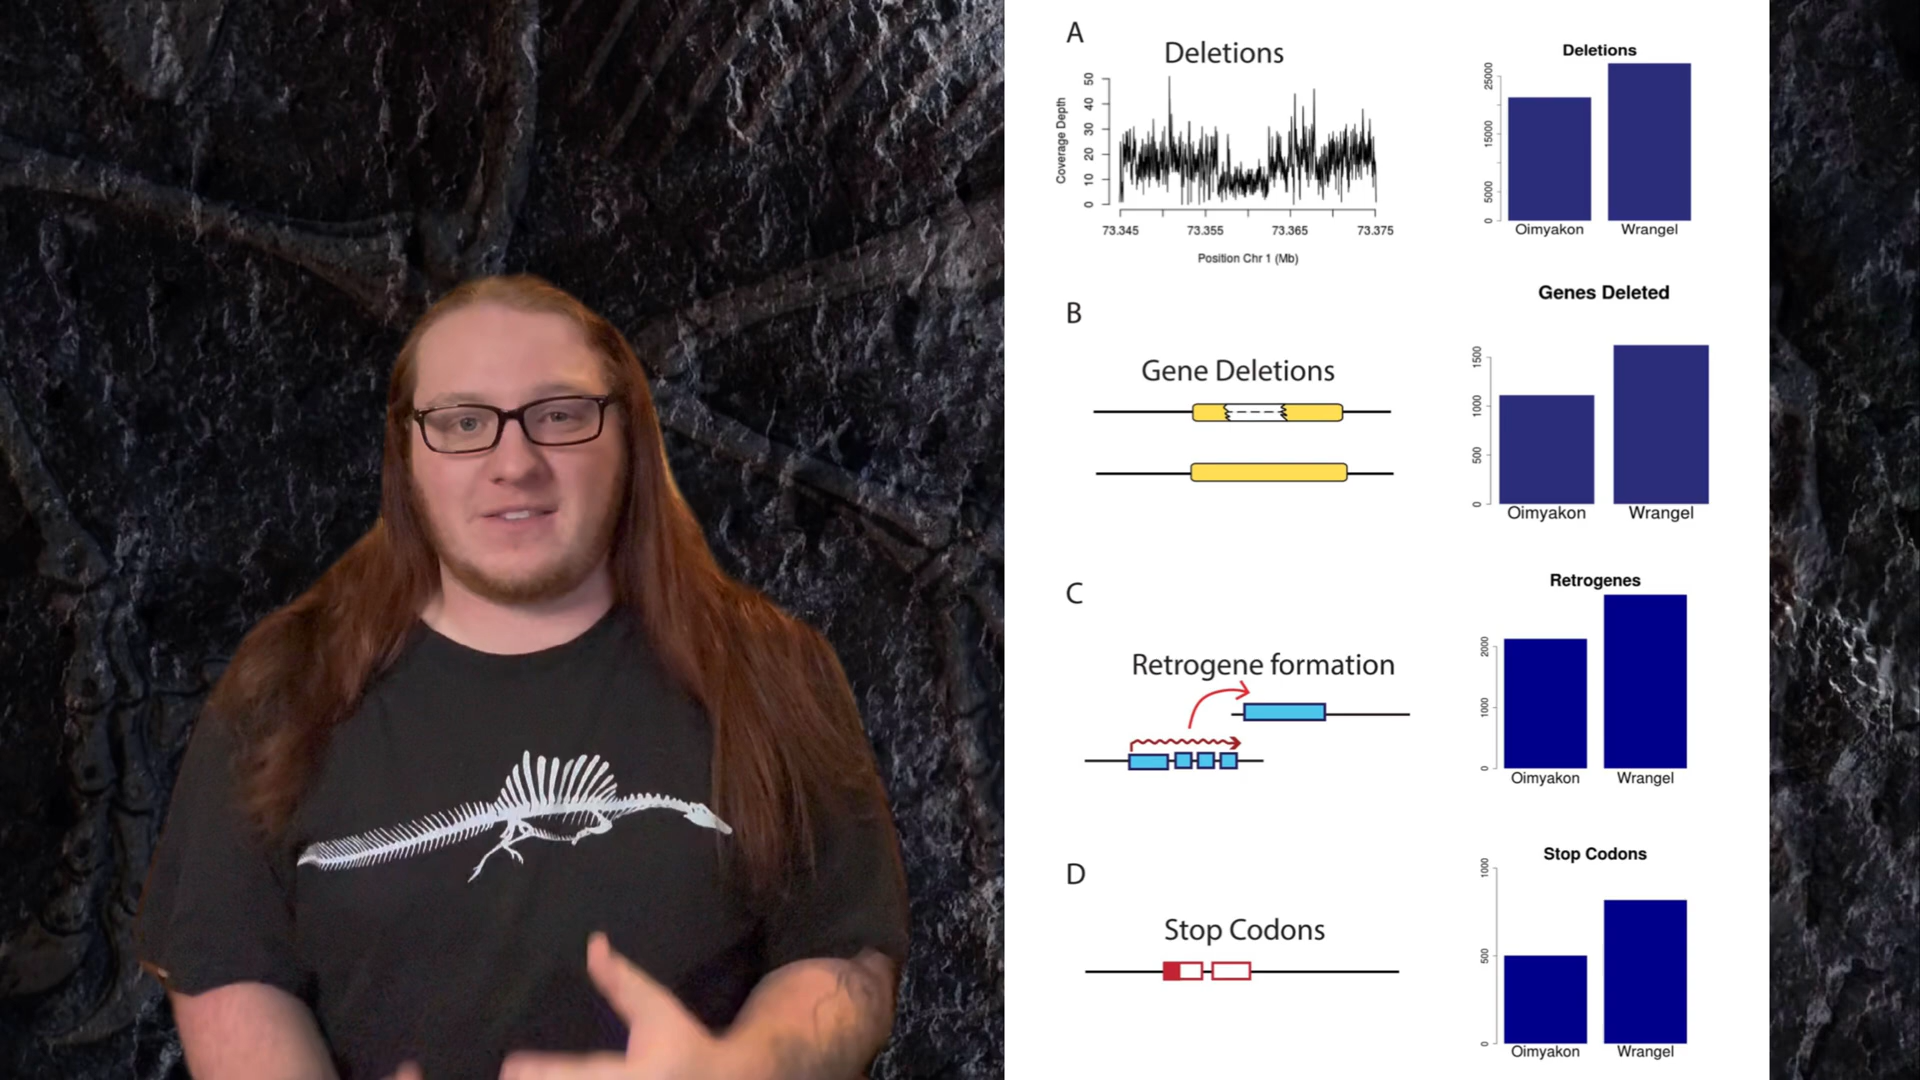 A
Deletions
50
40
30
20
10
0
Coverage Depth
73.345 73.355 73.365 73.375
Position Chr 1 (Mb)
Deletions
25000
15000
5000
0
Oimyakon Wrangel
B
Gene Deletions
Genes Deleted
1500
1000
500
0
Oimyakon Wrangel
C
Retrogene formation
Retrogenes
2000
1000
0
Oimyakon Wrangel
D
Stop Codons
Stop Codons
1000
500
0
Oimyakon Wrangel